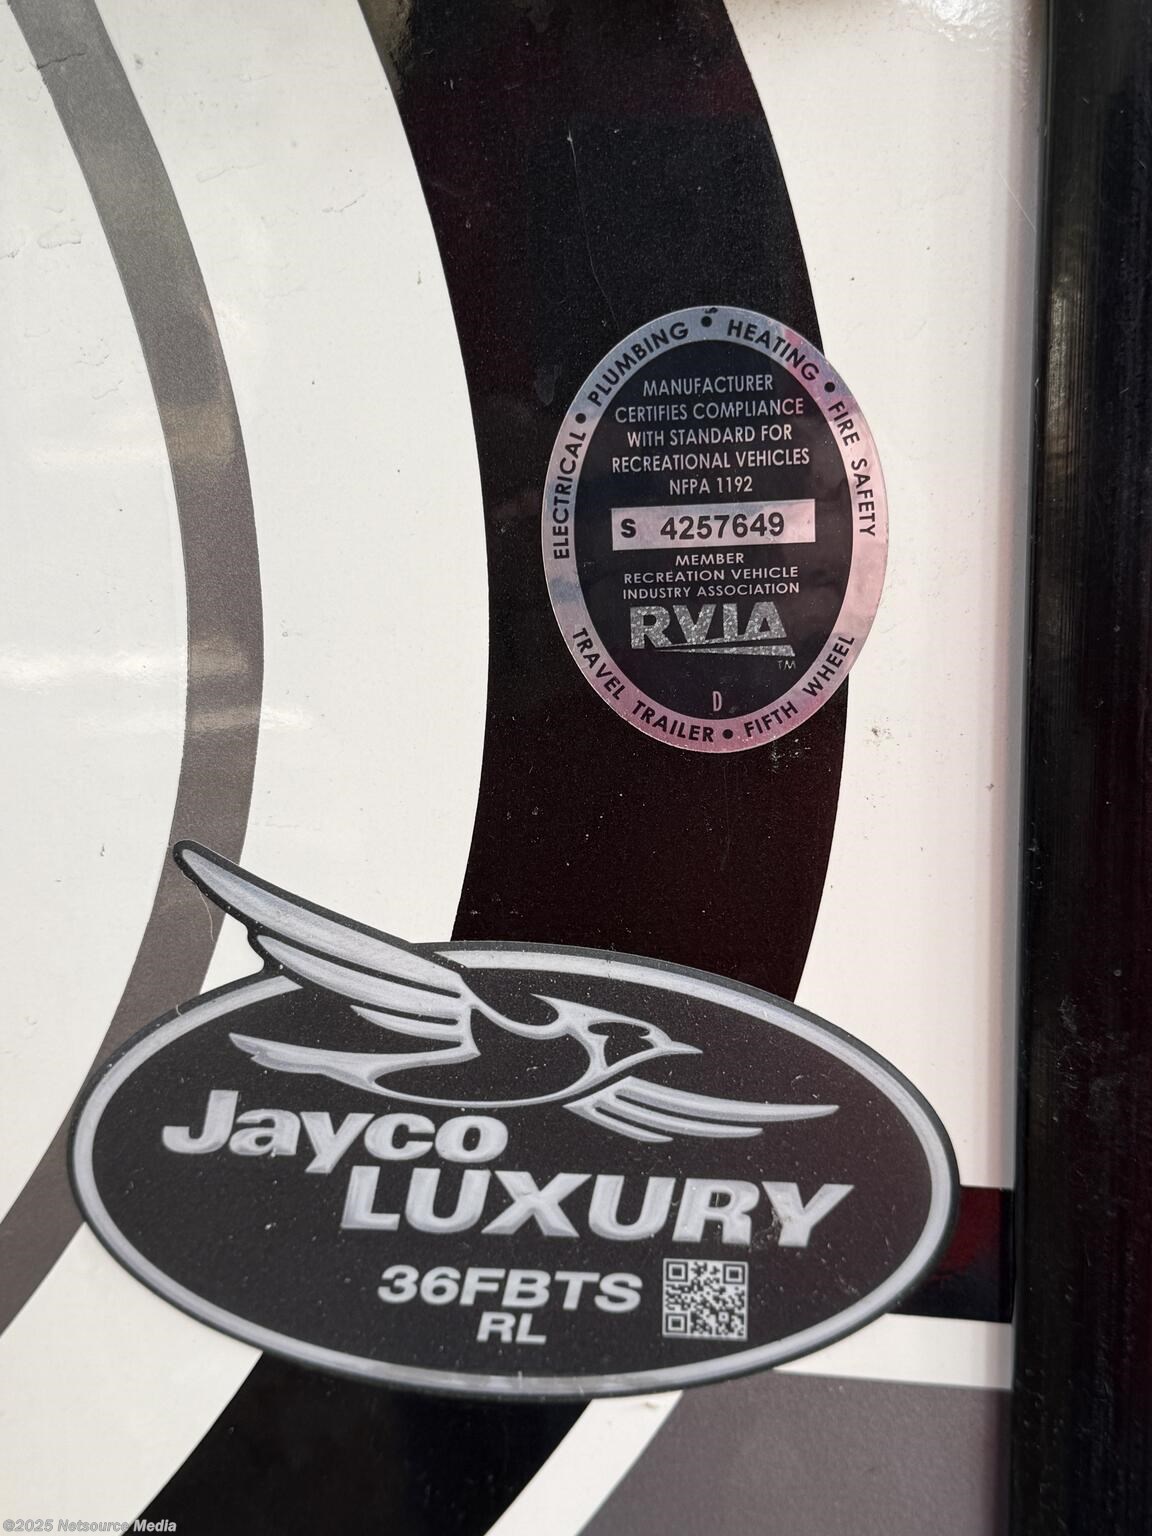 ELECTRICAL • PLUMBING • HEATING • FIRE SAFETY
MANUFACTURER
CERTIFIES COMPLIANCE
WITH STANDARD FOR
RECREATIONAL VEHICLES
NFPA 1192
S 4257649
MEMBER
RECREATION VEHICLE
INDUSTRY ASSOCIATION
RVIA
TM
D
TRAVEL TRAILER • FIFTH WHEEL
Jayco
LUXURY
36FBTS
RL
©2025 Netsource Media